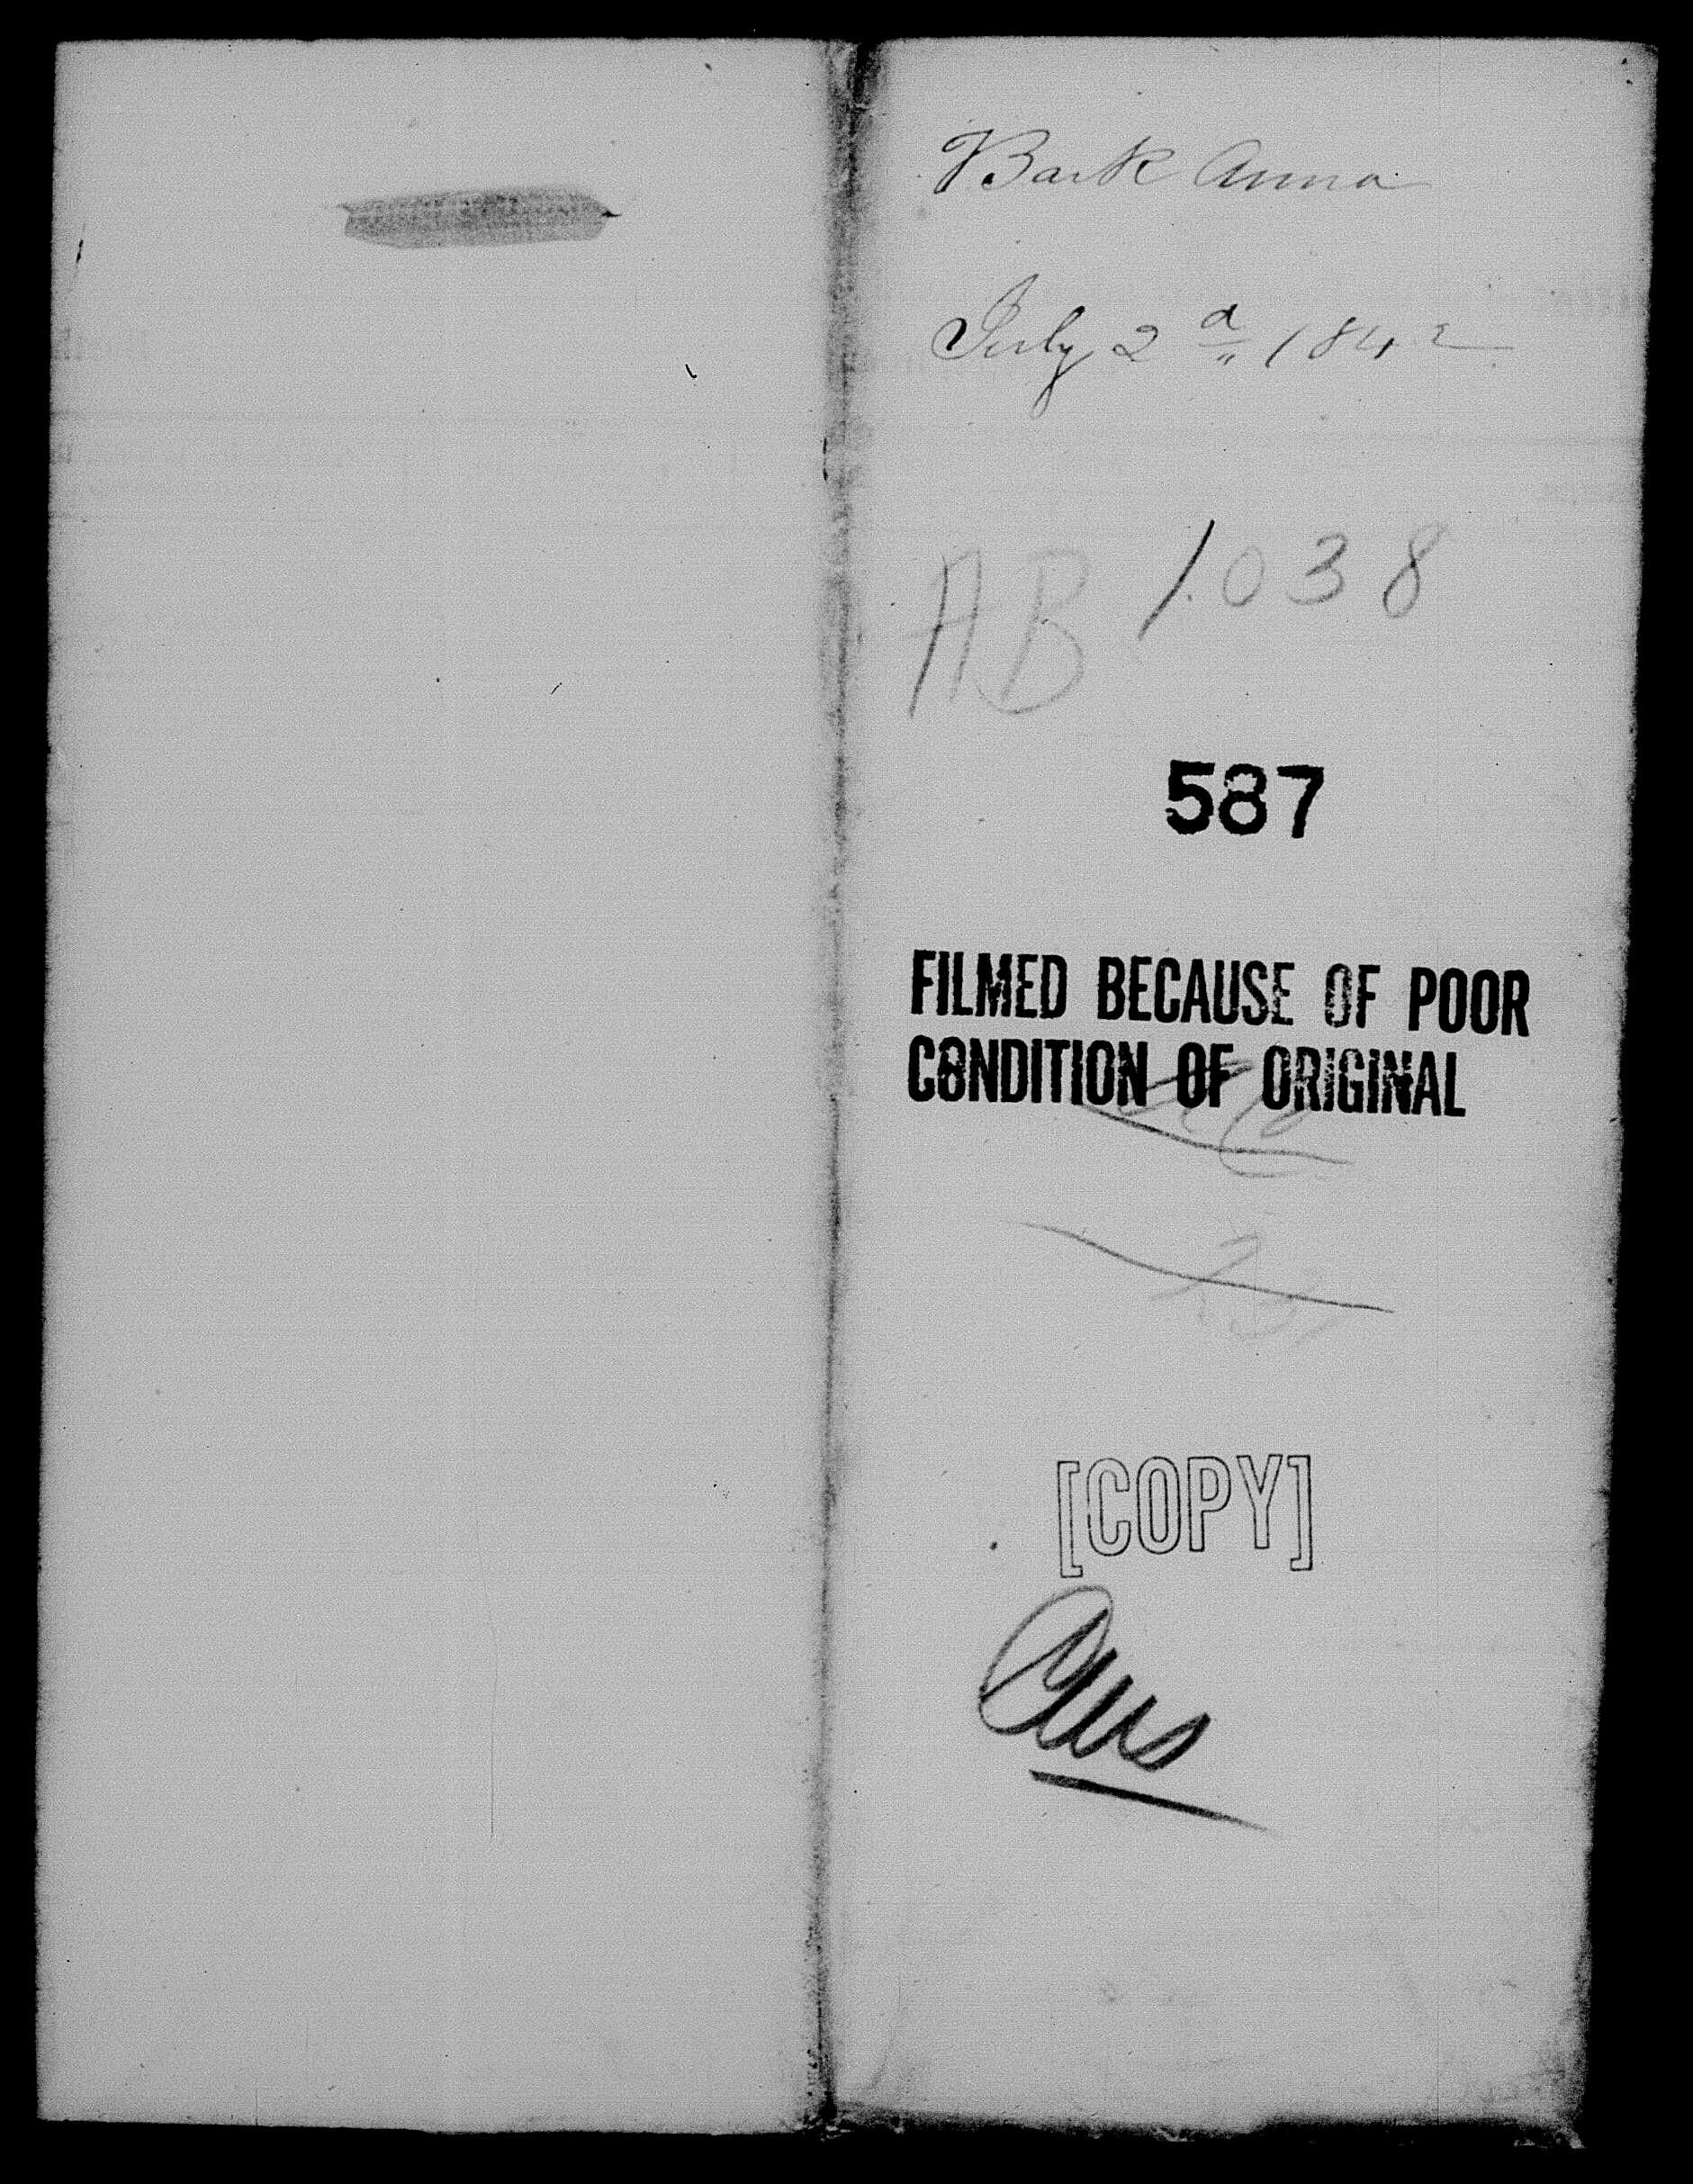 Bark Anna
July 2d 1842
AB 1038
587
FILMED BECAUSE OF POOR
CONDITION OF ORIGINAL
[COPY]